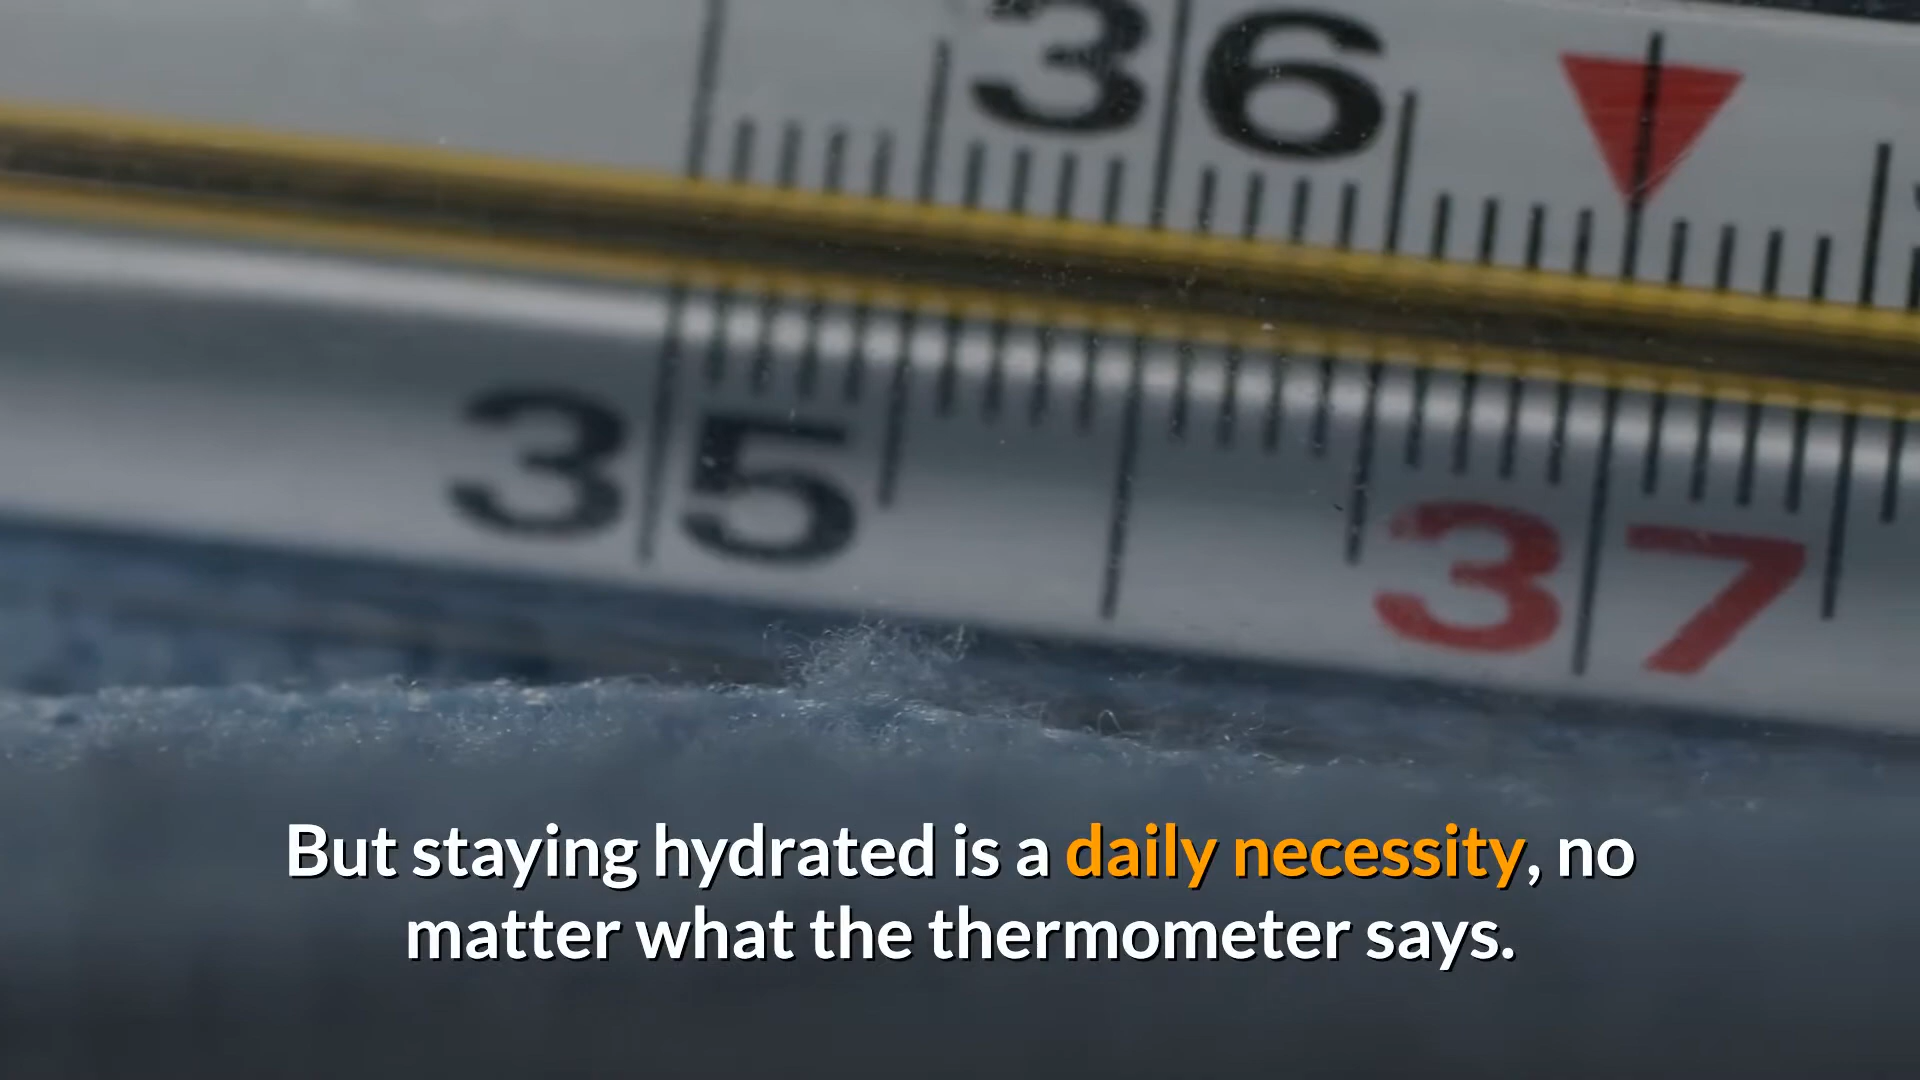 36
35
37
But staying hydrated is a daily necessity, no
matter what the thermometer says.